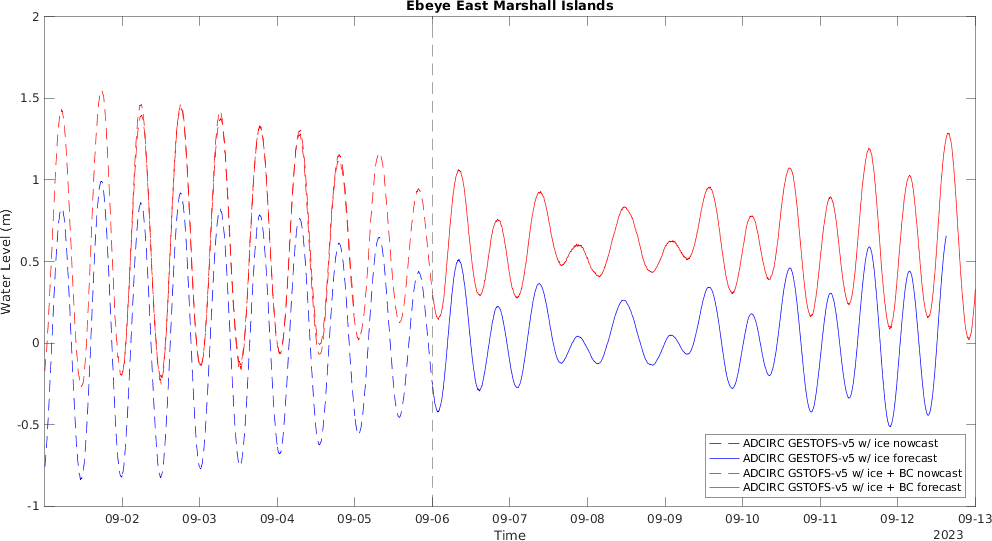 Ebeye East Marshall Islands
2
1.5
1
0.5
0
-0.5
-1
Water Level (m)
09-02 09-03 09-04 09-05 09-06 09-07 09-08 09-09 09-10 09-11 09-12 09-13
Time
2023
ADCIRC GESTOFS-v5 w/ ice nowcast
ADCIRC GESTOFS-v5 w/ ice forecast
ADCIRC GSTOFS-v5 w/ ice + BC nowcast
ADCIRC GSTOFS-v5 w/ ice + BC forecast